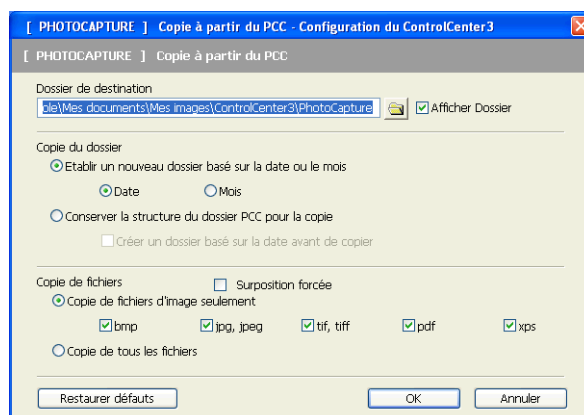 [ PHOTOCAPTURE ] Copie à partir du PCC - Configuration du ControlCenter3
[ PHOTOCAPTURE ] Copie à partir du PCC
Dossier de destination
ole\Mes documents\Mes images\ControlCenter3\PhotoCapture
Afficher Dossier
Copie du dossier
Etablir un nouveau dossier basé sur la date ou le mois
Date Mois
Conserver la structure du dossier PCC pour la copie
Créer un dossier basé sur la date avant de copier
Copie de fichiers Surposition forcée
Copie de fichiers d'image seulement
bmp jpg, jpeg tif, tiff pdf xps
Copie de tous les fichiers
Restaurer défauts OK Annuler